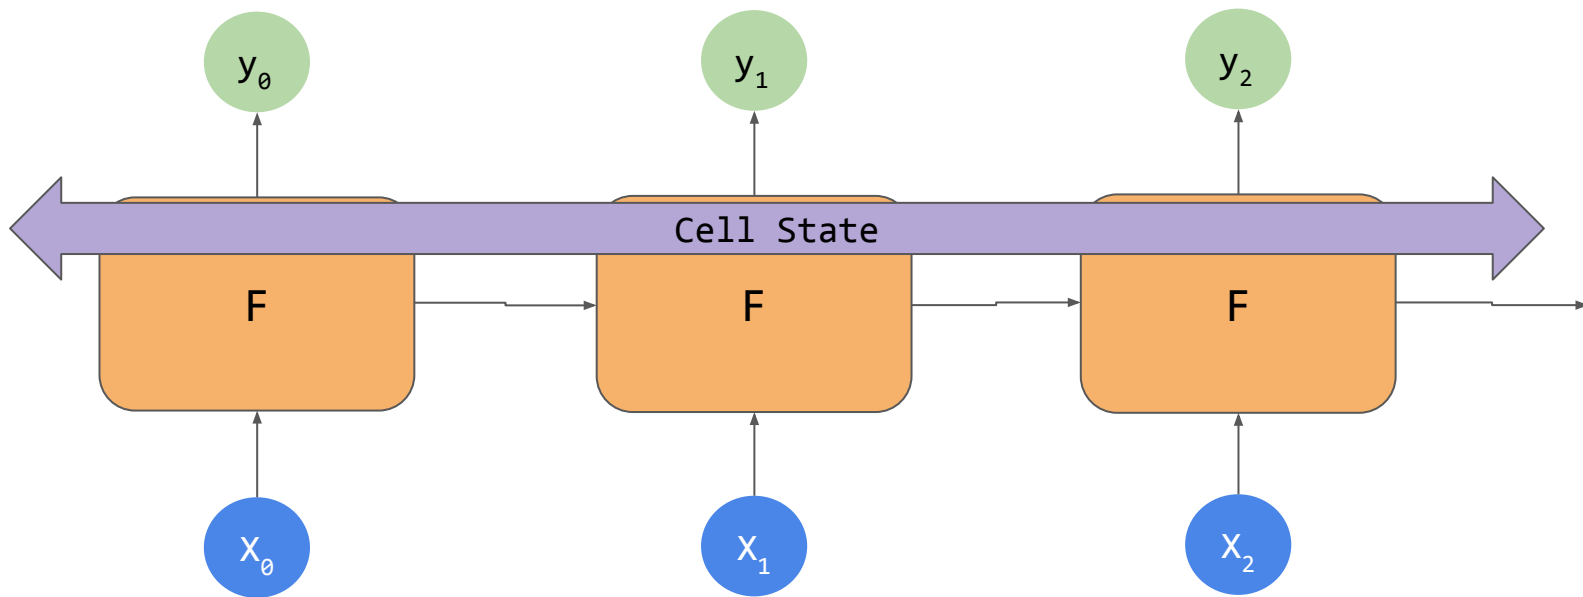 y₀ y₁ y₂
Cell State
F F F
X₀ X₁ X₂